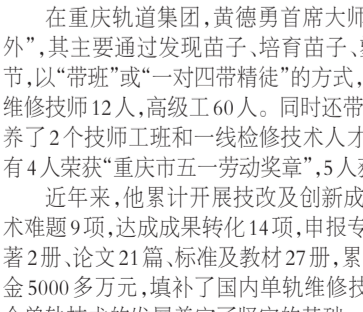 在重庆轨道集团，黄德勇首席大师
外”，其主要通过发现苗子、培育苗子、
节，以“带班”或“一对四带精徒”的方式，
维修技师12人，高级工60人。同时还带
养了2个技师工班和一线检修技术人才
有4人荣获“重庆市五一劳动奖章”，5人
近年来，他累计开展技改及创新成
术难题9项，达成成果转化14项，申报专
著2册、论文21篇、标准及教材27册，累
金5000多万元，填补了国内单轨维修技